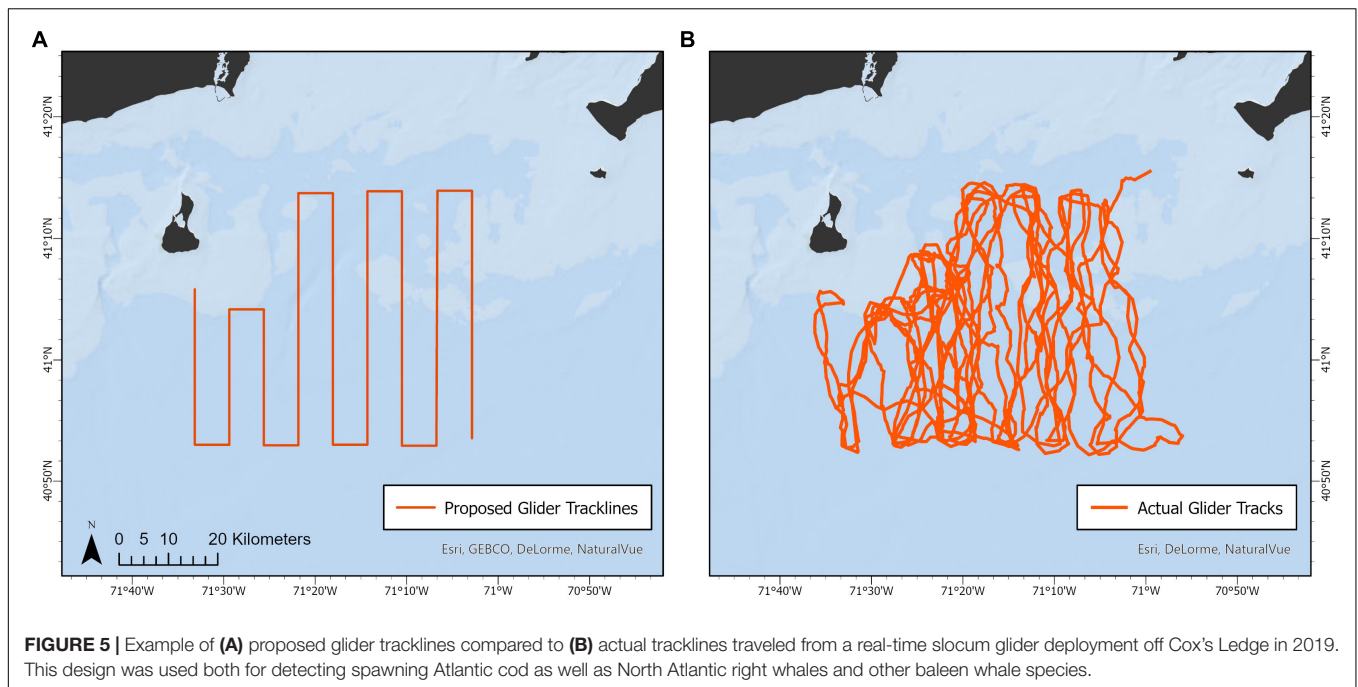 A
B
41°20'N
41°10'N
41°N
40°50'N
Proposed Glider Tracklines
Esri, GEBCO, DeLorme, NaturalVue
N
0 5 10 20 Kilometers
71°40'W 71°30'W 71°20'W 71°10'W 71°W 70°50'W
41°20'N
41°10'N
41°N
40°50'N
Actual Glider Tracks
Esri, DeLorme, NaturalVue
71°40'W 71°30'W 71°20'W 71°10'W 71°W 70°50'W
FIGURE 5 | Example of (A) proposed glider tracklines compared to (B) actual tracklines traveled from a real-time slocum glider deployment off Cox's Ledge in 2019.
This design was used both for detecting spawning Atlantic cod as well as North Atlantic right whales and other baleen whale species.